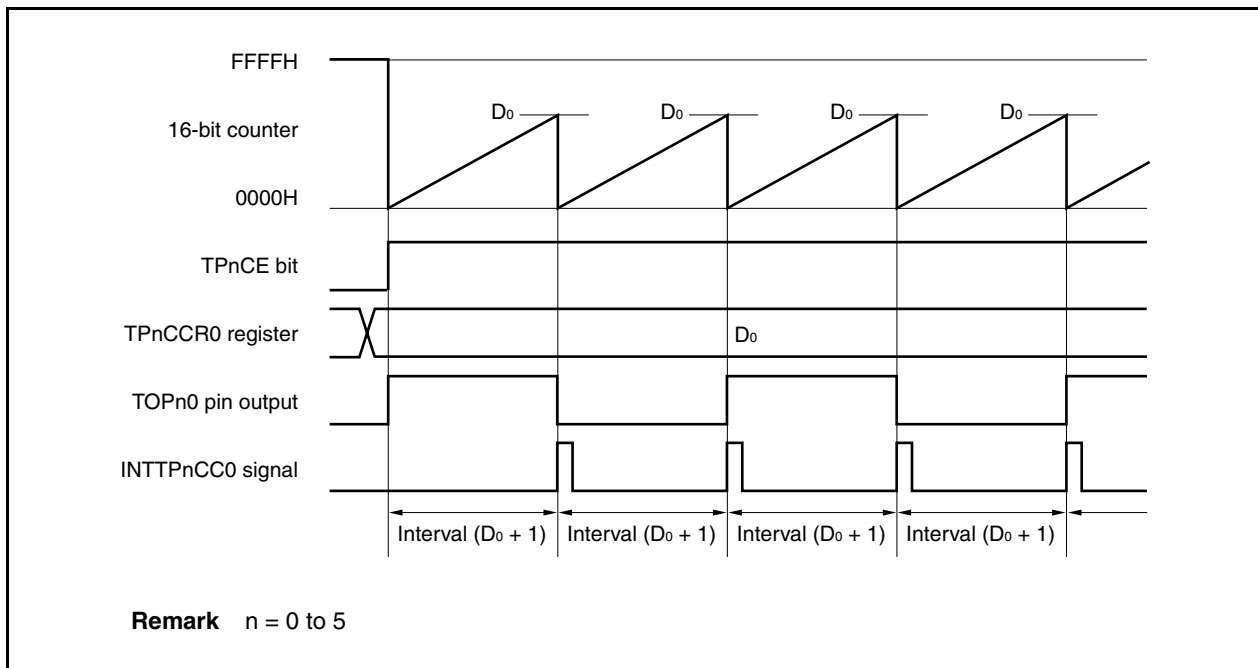 FFFFH
D0 D0 D0 D0
16-bit counter
0000H
TPnCE bit
TPnCCR0 register
D0
TOPn0 pin output
INTTPnCC0 signal
Interval (D0 + 1) Interval (D0 + 1) Interval (D0 + 1) Interval (D0 + 1)
Remark n = 0 to 5